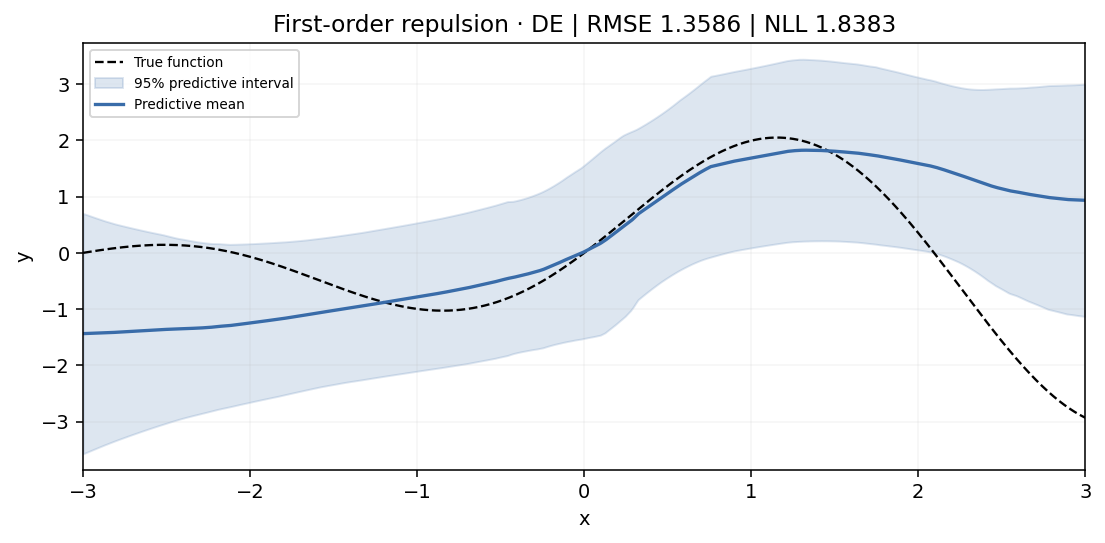 First-order repulsion · DE | RMSE 1.3586 | NLL 1.8383
True function
95% predictive interval
Predictive mean
y
3
2
1
0
−1
−2
−3
−3 −2 −1 0 1 2 3
x